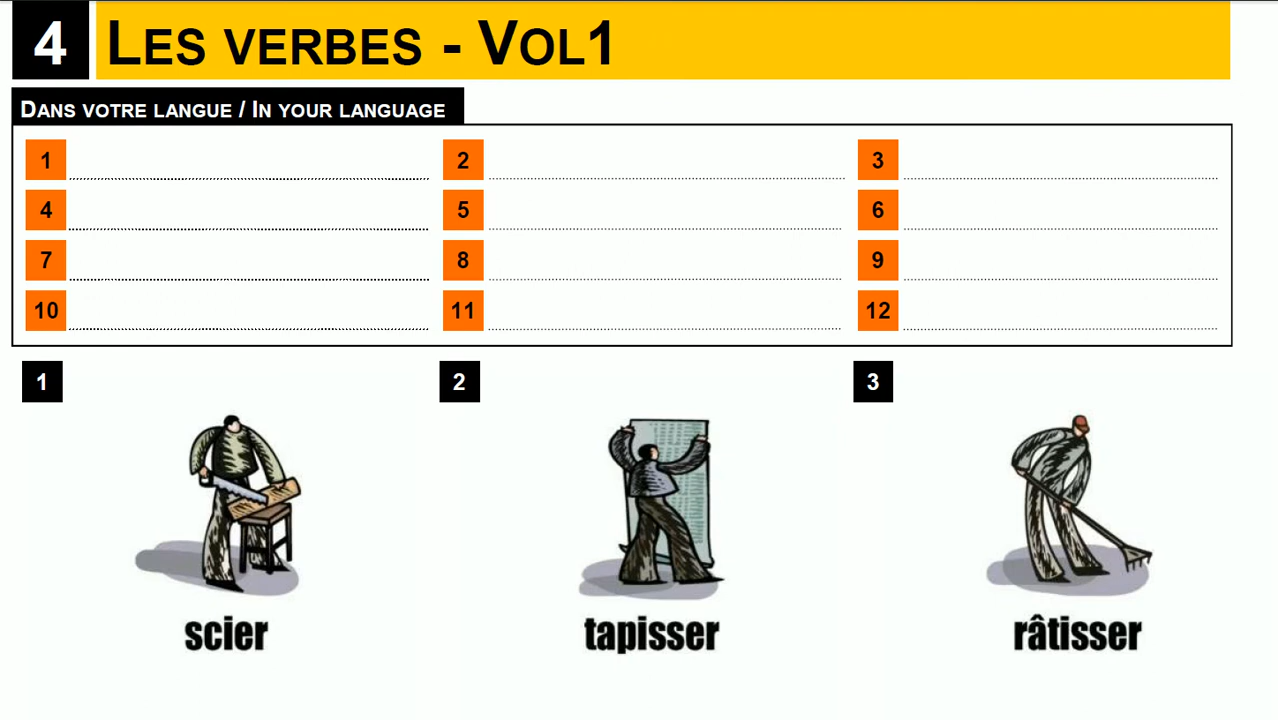 4 LES VERBES - VOL1
DANS VOTRE LANGUE / IN YOUR LANGUAGE
1 2 3
4 5 6
7 8 9
10 11 12
1 2 3
scier tapisser râtisser